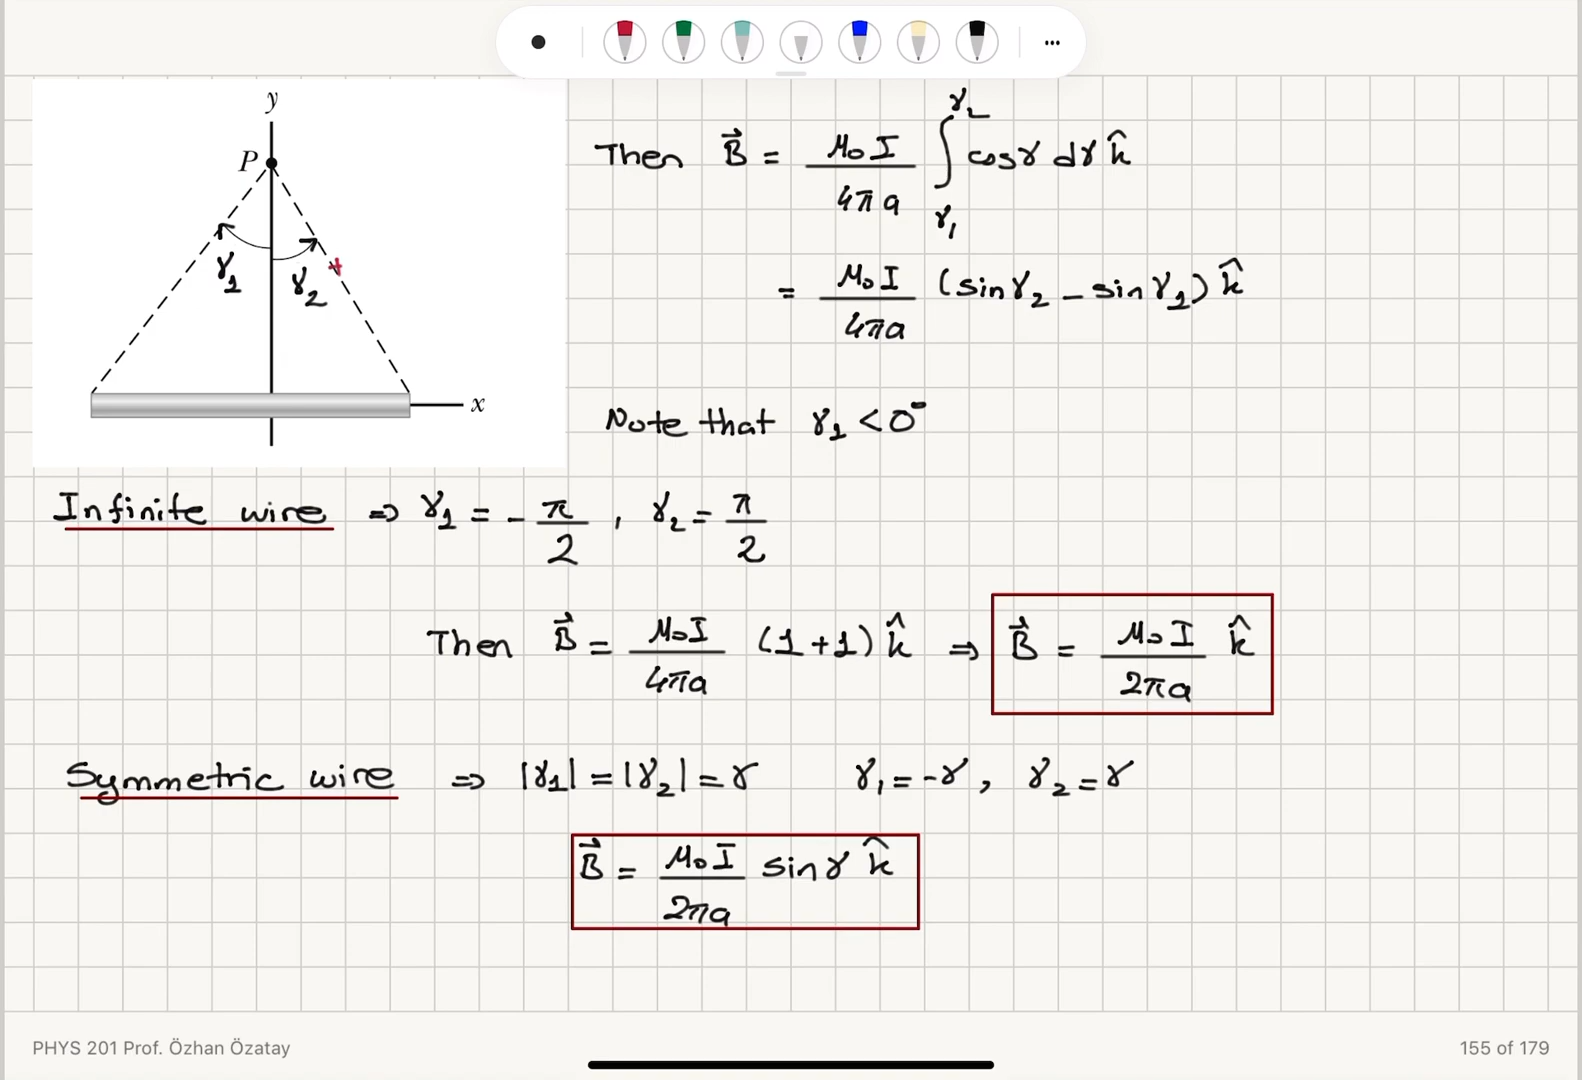 y
P
γ₁
γ₂
+
x
Then B⃗ = μ₀I / 4πa ∫_{γ₁}^{γ₂} cosγ dγ k̂
= μ₀I / 4πa (sinγ₂ − sinγ₁) k̂
Note that γ₁ < 0°
Infinite wire ⇒ γ₁ = − π/2 , γ₂ = π/2
Then B⃗ = μ₀I / 4πa (1+1) k̂ ⇒ B⃗ = μ₀I / 2πa k̂
Symmetric wire ⇒ |γ₁| = |γ₂| = γ γ₁ = −γ , γ₂ = γ
B⃗ = μ₀I / 2πa sinγ k̂
PHYS 201 Prof. Özhan Özatay
155 of 179